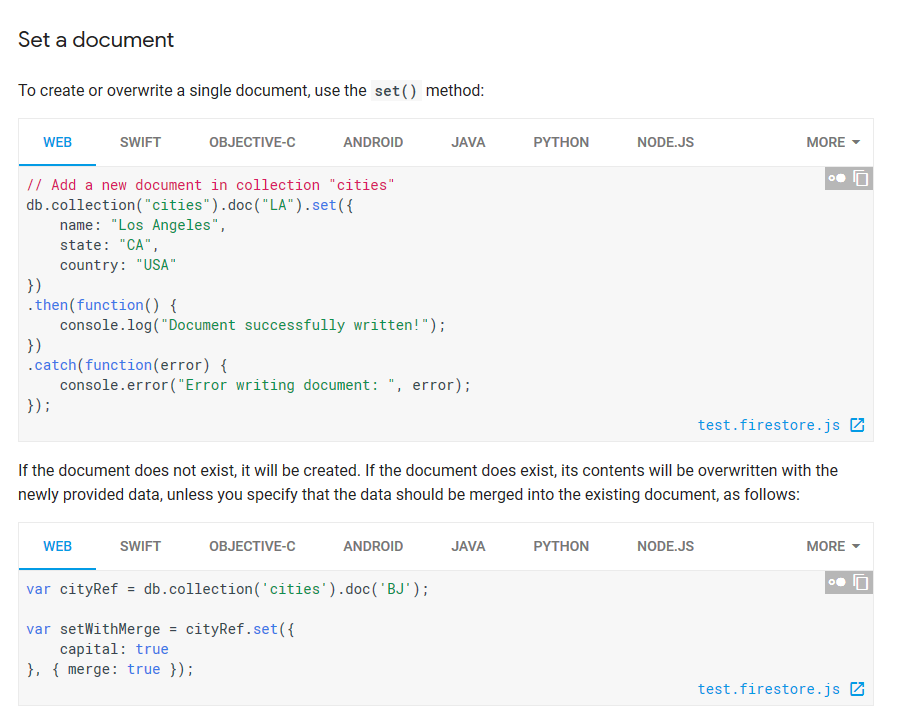 Set a document
To create or overwrite a single document, use the set() method:
WEB SWIFT OBJECTIVE-C ANDROID JAVA PYTHON NODE.JS MORE
// Add a new document in collection "cities"
db.collection("cities").doc("LA").set({
    name: "Los Angeles",
    state: "CA",
    country: "USA"
})
.then(function() {
    console.log("Document successfully written!");
})
.catch(function(error) {
    console.error("Error writing document: ", error);
});
test.firestore.js
If the document does not exist, it will be created. If the document does exist, its contents will be overwritten with the
newly provided data, unless you specify that the data should be merged into the existing document, as follows:
WEB SWIFT OBJECTIVE-C ANDROID JAVA PYTHON NODE.JS MORE
var cityRef = db.collection('cities').doc('BJ');
var setWithMerge = cityRef.set({
    capital: true
}, { merge: true });
test.firestore.js